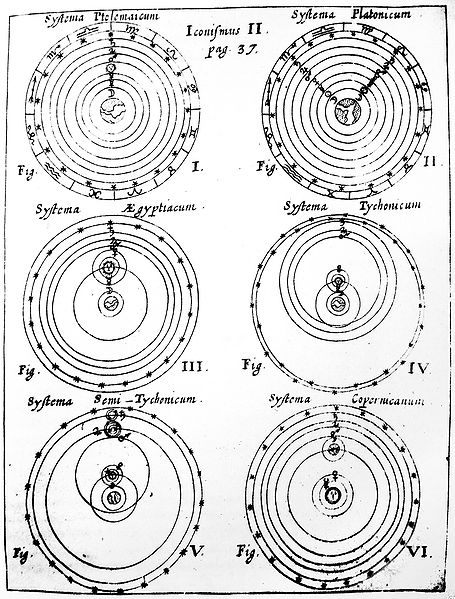 Syſtema Ptolemaicum
Iconiſmus II.
pag. 37.
Syſtema Platonicum
Fig. I.
Fig. II.
Syſtema Ægyptiacum.
Syſtema Tychonicum
Fig. III.
Fig. IV.
Syſtema Semi-Tychonicum.
Syſtema Copernicanum
Fig. V.
Fig. VI.